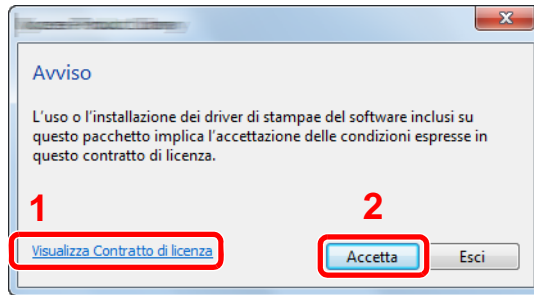 Avviso
L'uso o l'installazione dei driver di stampae del software inclusi su
questo pacchetto implica l'accettazione delle condizioni espresse in
questo contratto di licenza.
1
2
Visualizza Contratto di licenza
Accetta
Esci